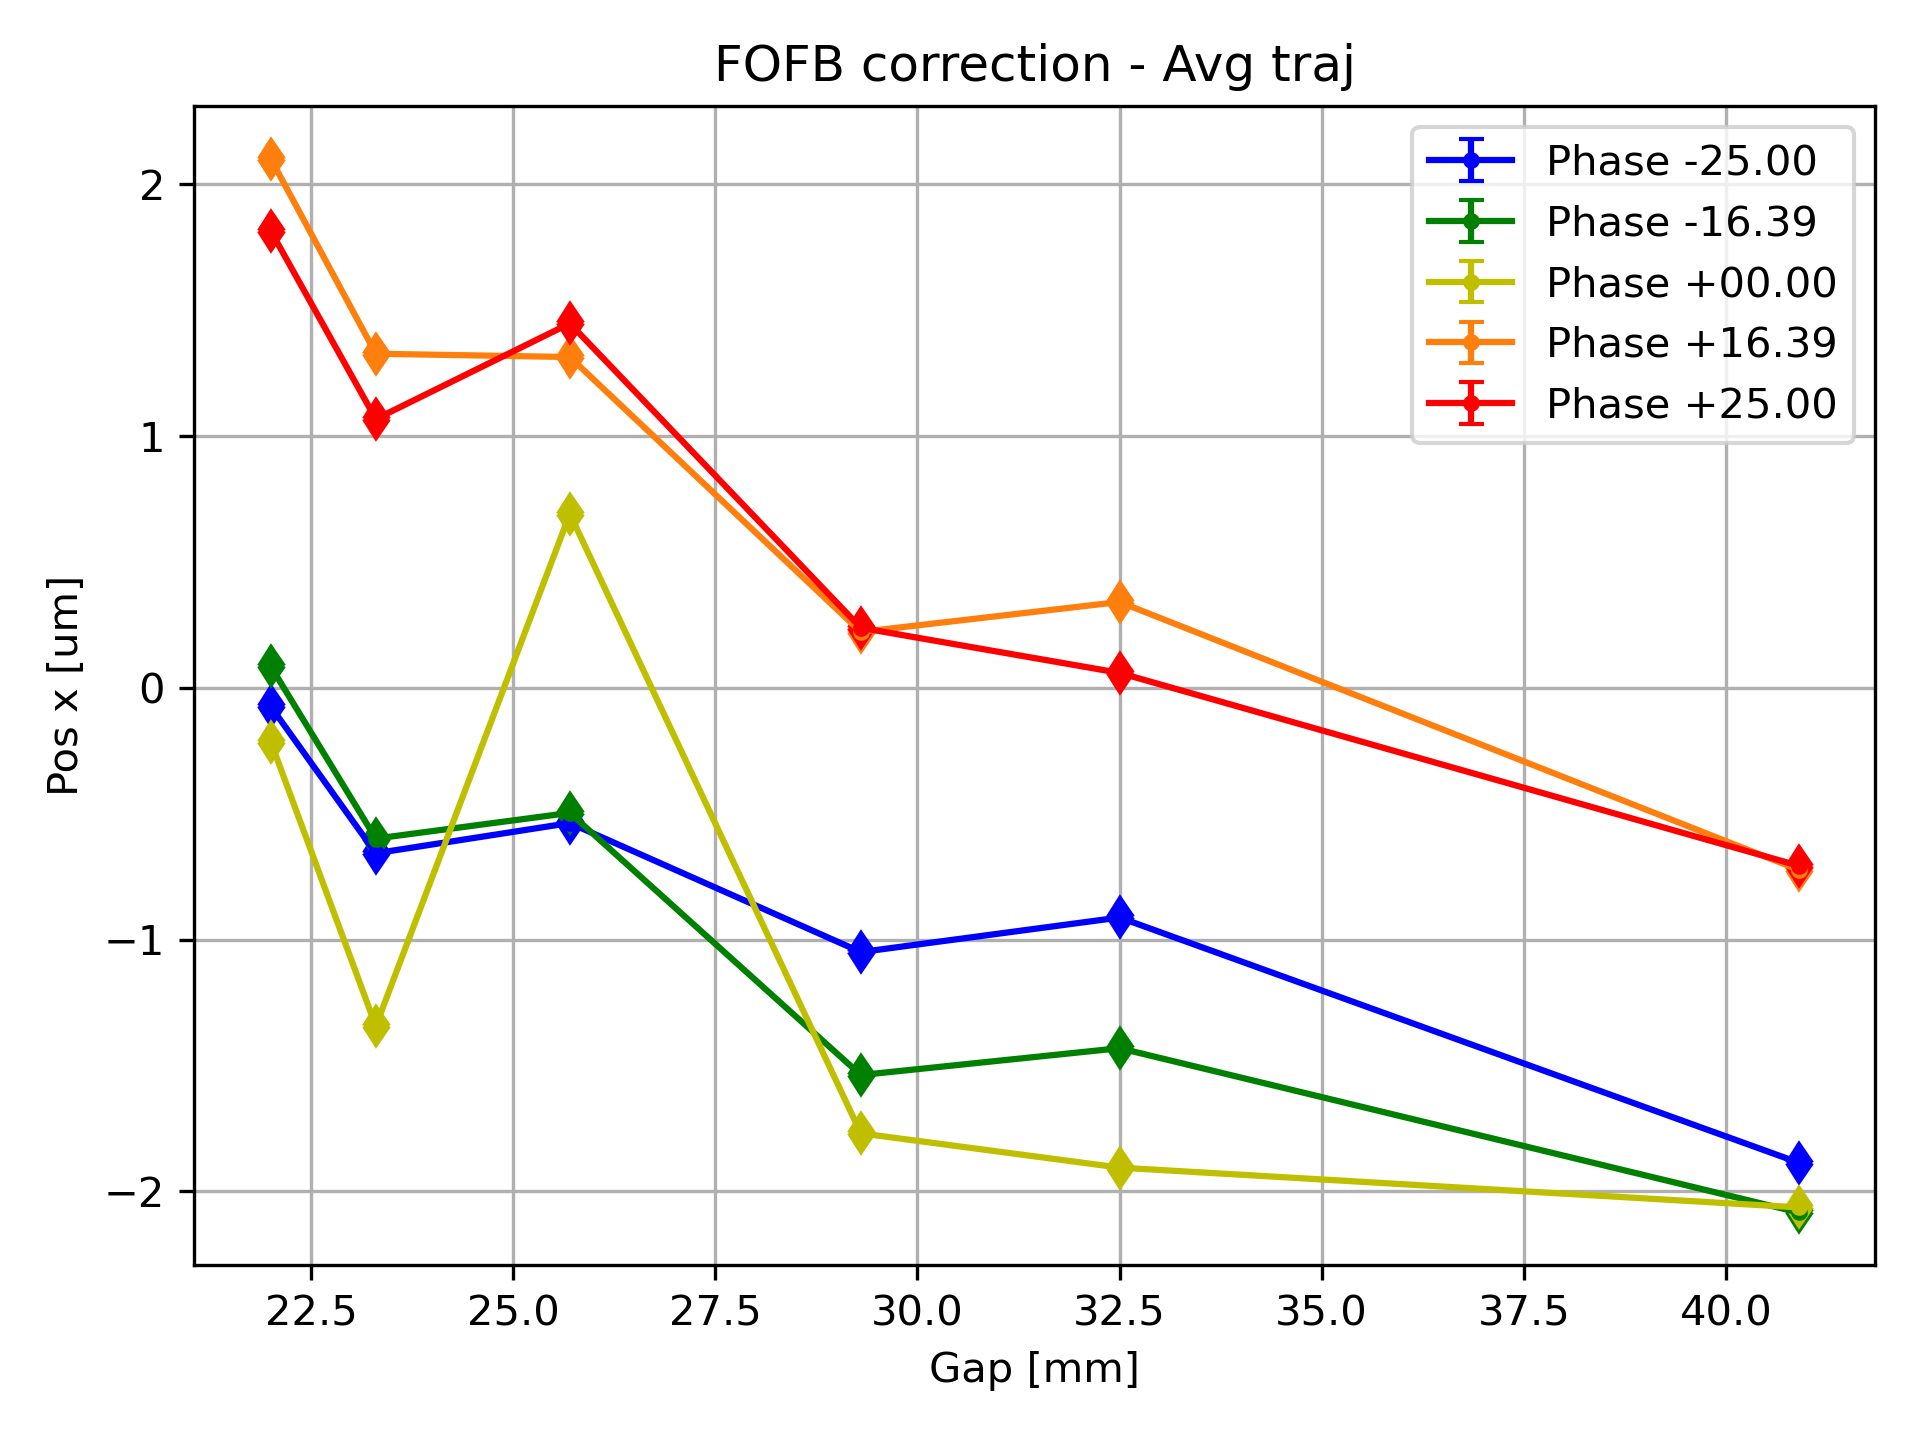 FOFB correction - Avg traj
Phase -25.00
Phase -16.39
Phase +00.00
Phase +16.39
Phase +25.00
Pos x [um]
2
1
0
−1
−2
22.5 25.0 27.5 30.0 32.5 35.0 37.5 40.0
Gap [mm]